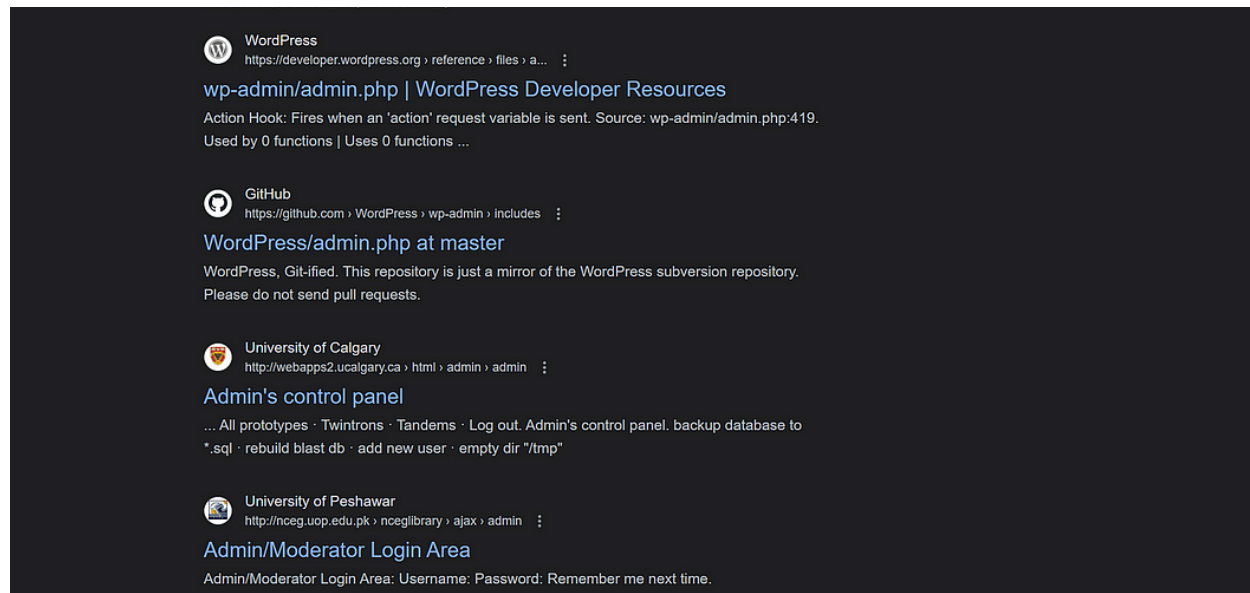 WordPress
https://developer.wordpress.org › reference › files › a...
wp-admin/admin.php | WordPress Developer Resources
Action Hook: Fires when an 'action' request variable is sent. Source: wp-admin/admin.php:419.
Used by 0 functions | Uses 0 functions ...
GitHub
https://github.com › WordPress › wp-admin › includes
WordPress/admin.php at master
WordPress, Git-ified. This repository is just a mirror of the WordPress subversion repository.
Please do not send pull requests.
University of Calgary
http://webapps2.ucalgary.ca › html › admin › admin
Admin's control panel
... All prototypes · Twintrons · Tandems · Log out. Admin's control panel. backup database to
*.sql · rebuild blast db · add new user · empty dir "/tmp"
University of Peshawar
http://nceg.uop.edu.pk › nceglibrary › ajax › admin
Admin/Moderator Login Area
Admin/Moderator Login Area: Username: Password: Remember me next time.